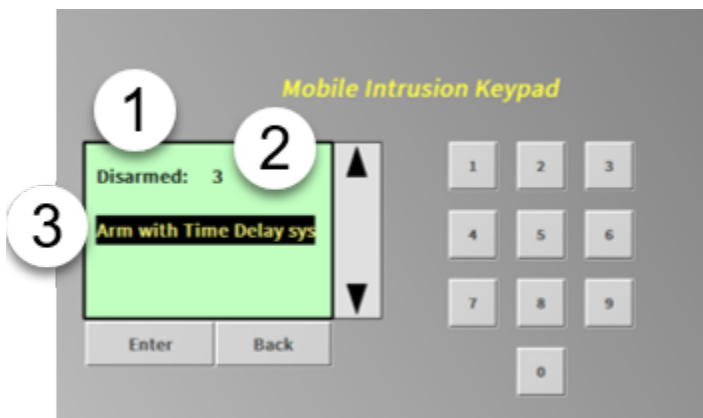 Mobile Intrusion Keypad
1
2
Disarmed: 3
3
Arm with Time Delay sys
Enter Back
1 2 3
4 5 6
7 8 9
0